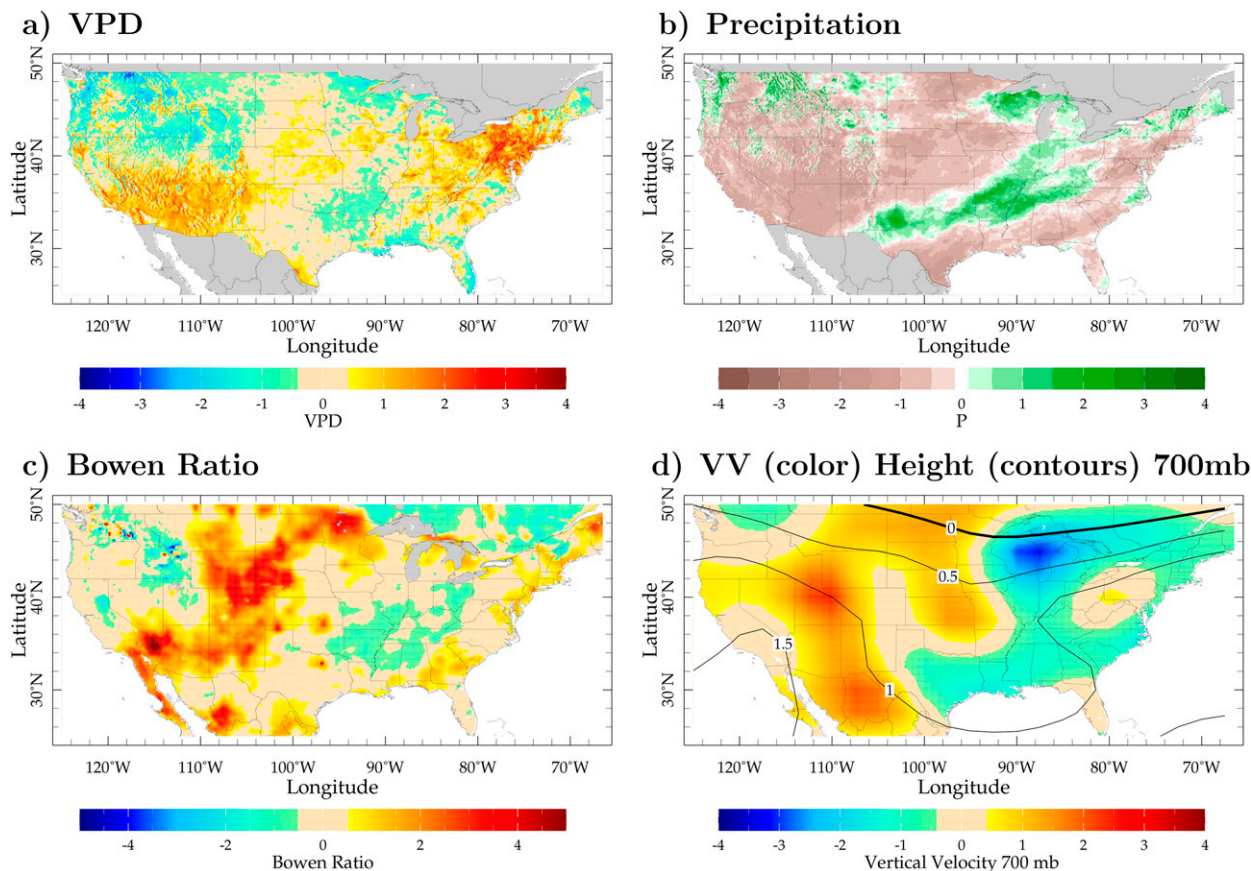 a) VPD
50°N
40°N
30°N
Latitude
120°W 110°W 100°W 90°W 80°W 70°W
Longitude
-4 -3 -2 -1 0 1 2 3 4
VPD
b) Precipitation
50°N
40°N
30°N
Latitude
120°W 110°W 100°W 90°W 80°W 70°W
Longitude
-4 -3 -2 -1 0 1 2 3 4
P
c) Bowen Ratio
50°N
40°N
30°N
Latitude
120°W 110°W 100°W 90°W 80°W 70°W
Longitude
-4 -2 0 2 4
Bowen Ratio
d) VV (color) Height (contours) 700mb
50°N
40°N
30°N
Latitude
0
0.5
1.5
1
120°W 110°W 100°W 90°W 80°W 70°W
Longitude
-4 -3 -2 -1 0 1 2 3 4
Vertical Velocity 700 mb